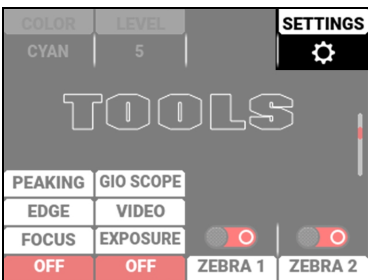 COLOR LEVEL SETTINGS
CYAN 5
TOOLS
PEAKING GIO SCOPE
EDGE VIDEO
FOCUS EXPOSURE
OFF OFF ZEBRA 1 ZEBRA 2